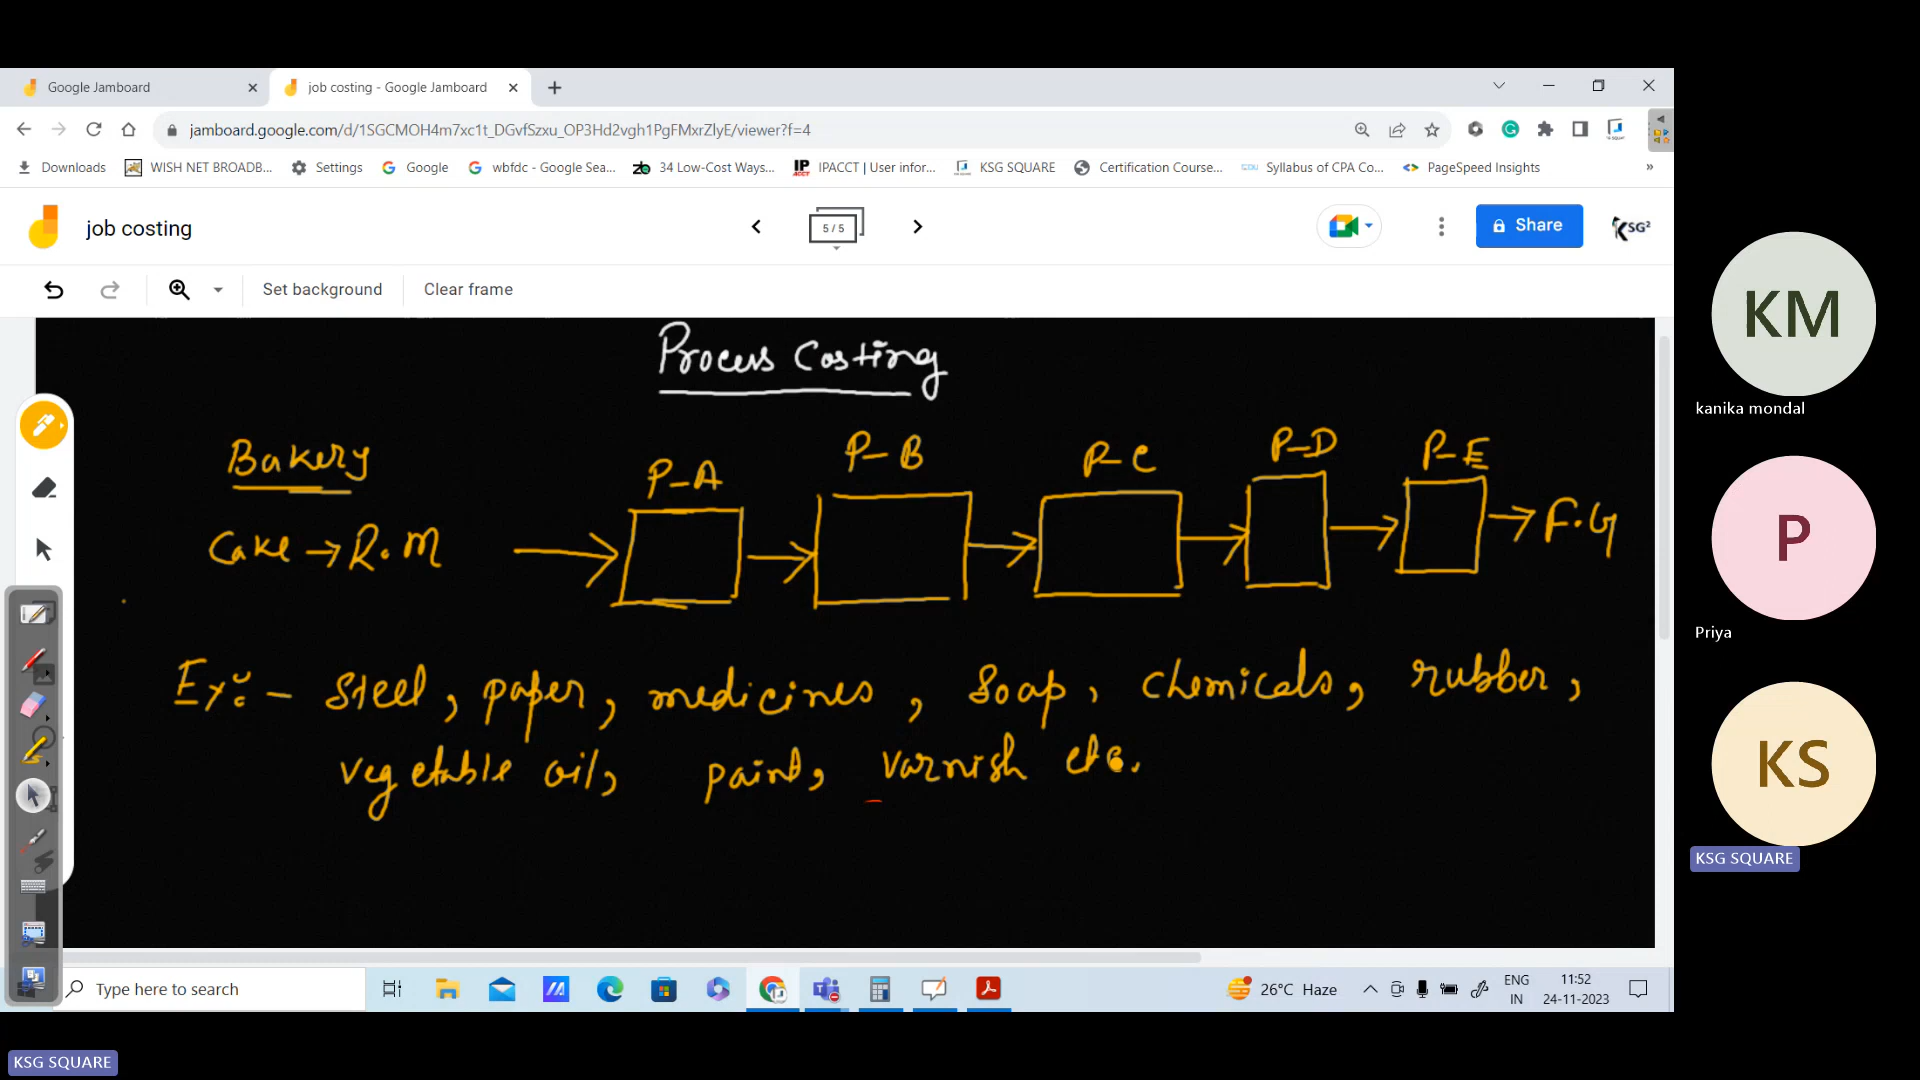 Google Jamboard
job costing - Google Jamboard
jamboard.google.com/d/1SGCMOH4m7xc1t_DGvfSzxu_OP3Hd2vgh1PgFMxrZlyE/viewer?f=4
Downloads WISH NET BROADB... Settings Google wbfdc - Google Sea... 34 Low-Cost Ways... IPACCT | User infor... KSG SQUARE Certification Course... Syllabus of CPA Co... PageSpeed Insights »
job costing
5 / 5
Share
KSG²
Set background Clear frame
Process Costing
Bakery
P-A P-B P-C P-D P-E
Cake → R.M → → → → → → F.G
Ex:- Steel, paper, medicines, Soap, chemicals, rubber,
vegetable oil, paint, varnish etc.
KM
kanika mondal
P
Priya
KS
KSG SQUARE
Type here to search
26°C Haze
ENG
IN
11:52
24-11-2023
KSG SQUARE